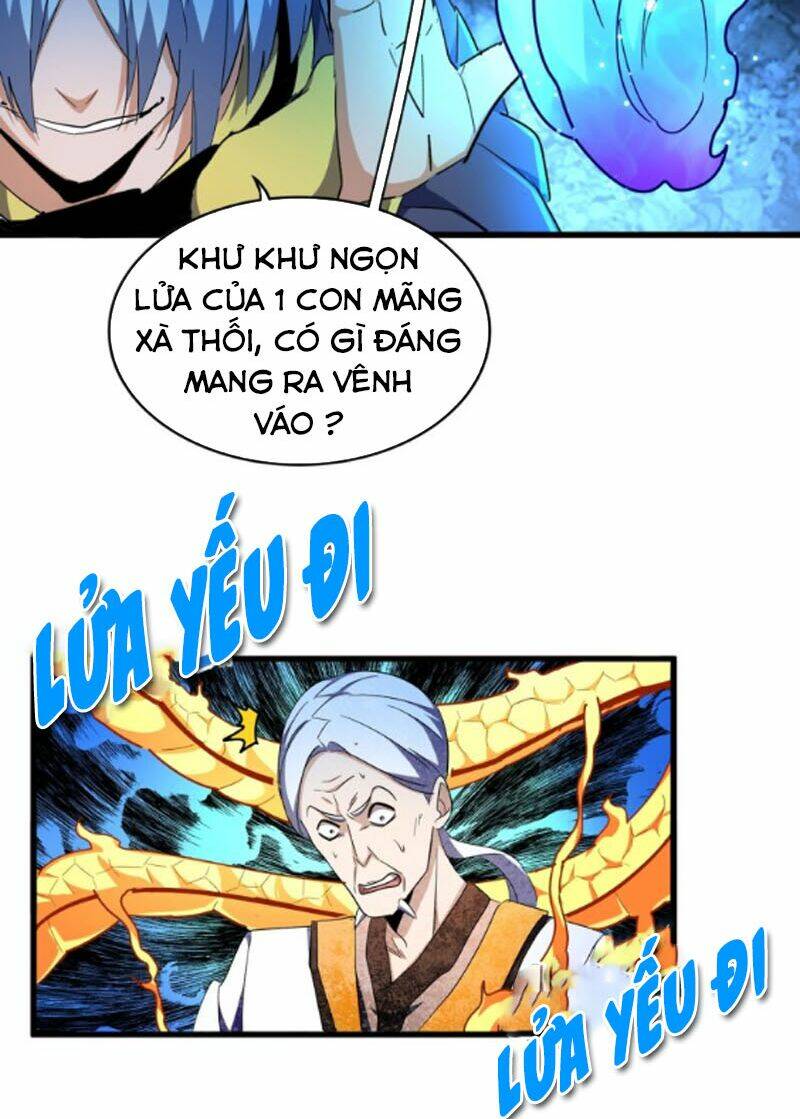 KHƯ KHƯ NGỌN
LỬA CỦA 1 CON MÃNG
XÀ THỐI, CÓ GÌ ĐÁNG
MANG RA VÊNH
VÁO ?
LỬA YẾU ĐI
LỬA YẾU ĐI